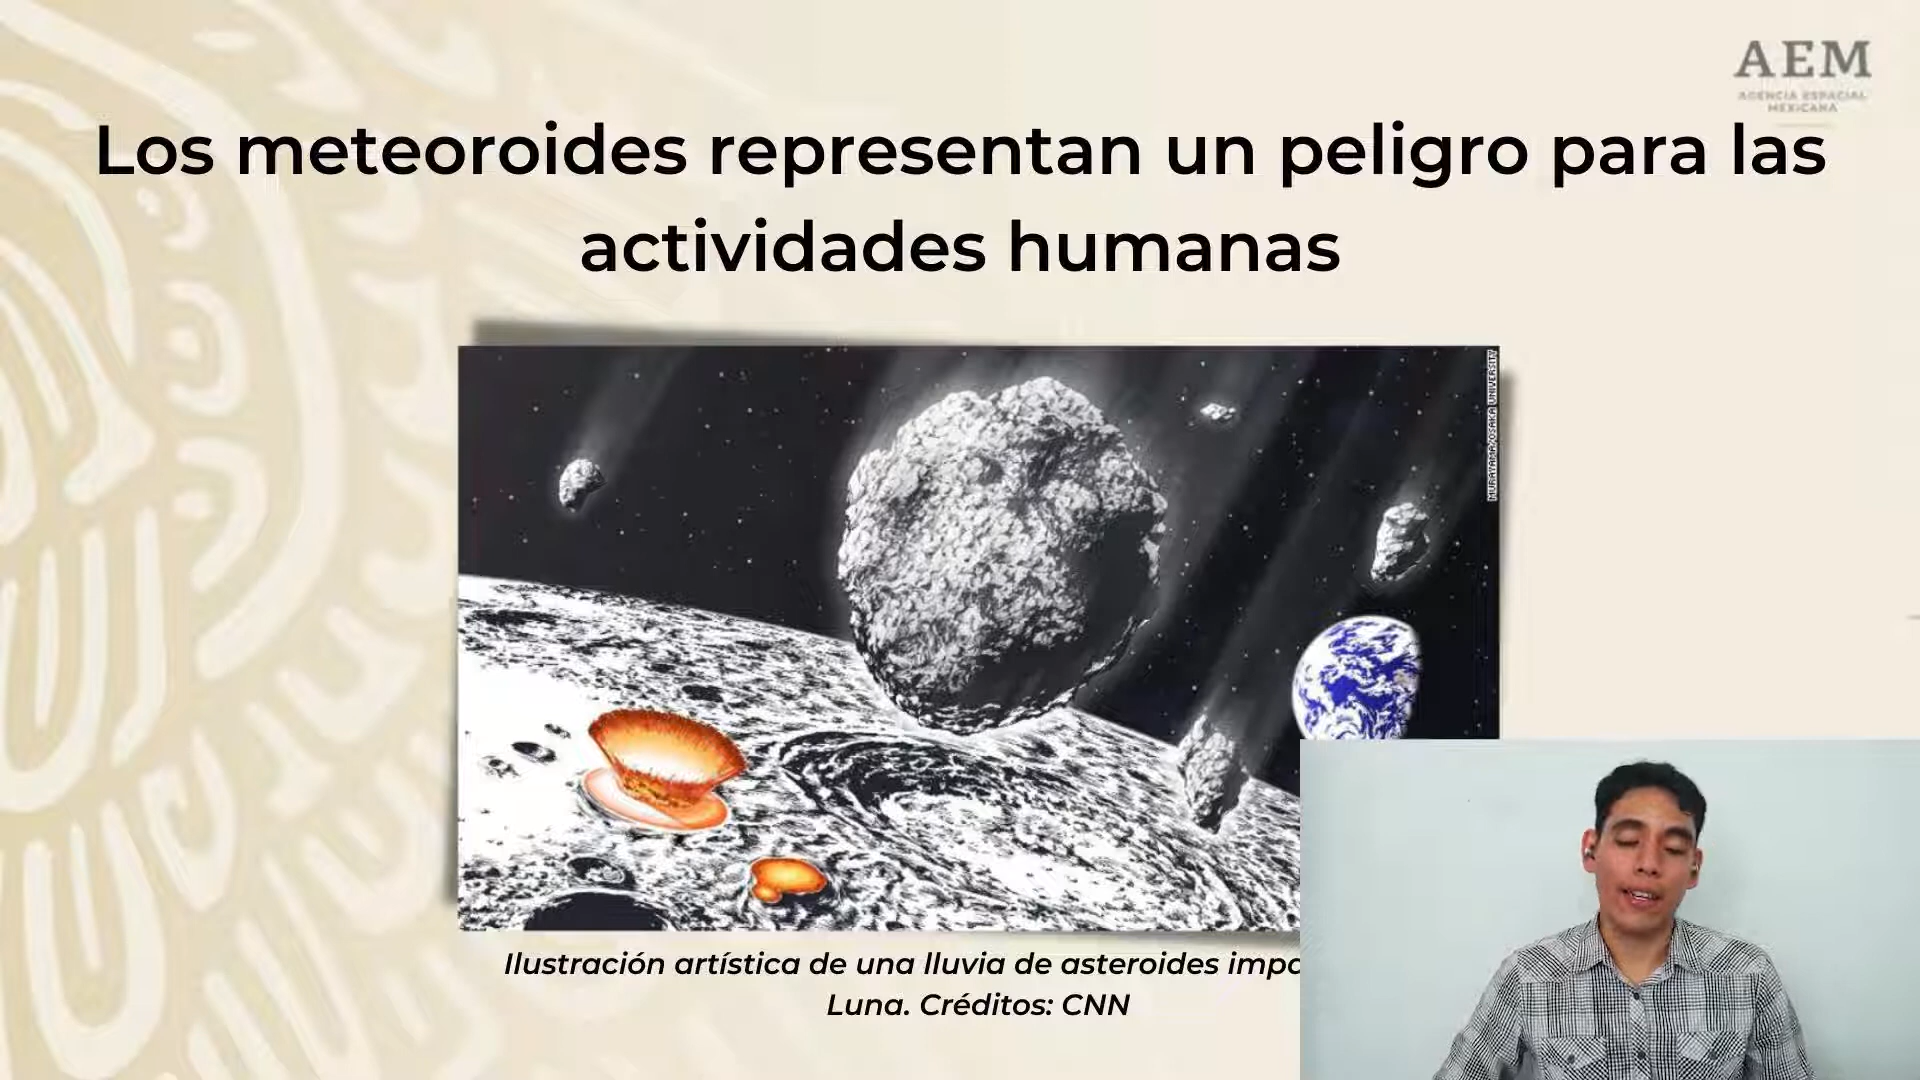 AEM
AGENCIA ESPACIAL
MEXICANA
Los meteoroides representan un peligro para las
actividades humanas
MURAYAMA/OSAKA UNIVERSITY
Ilustración artística de una lluvia de asteroides
Luna. Créditos: CNN